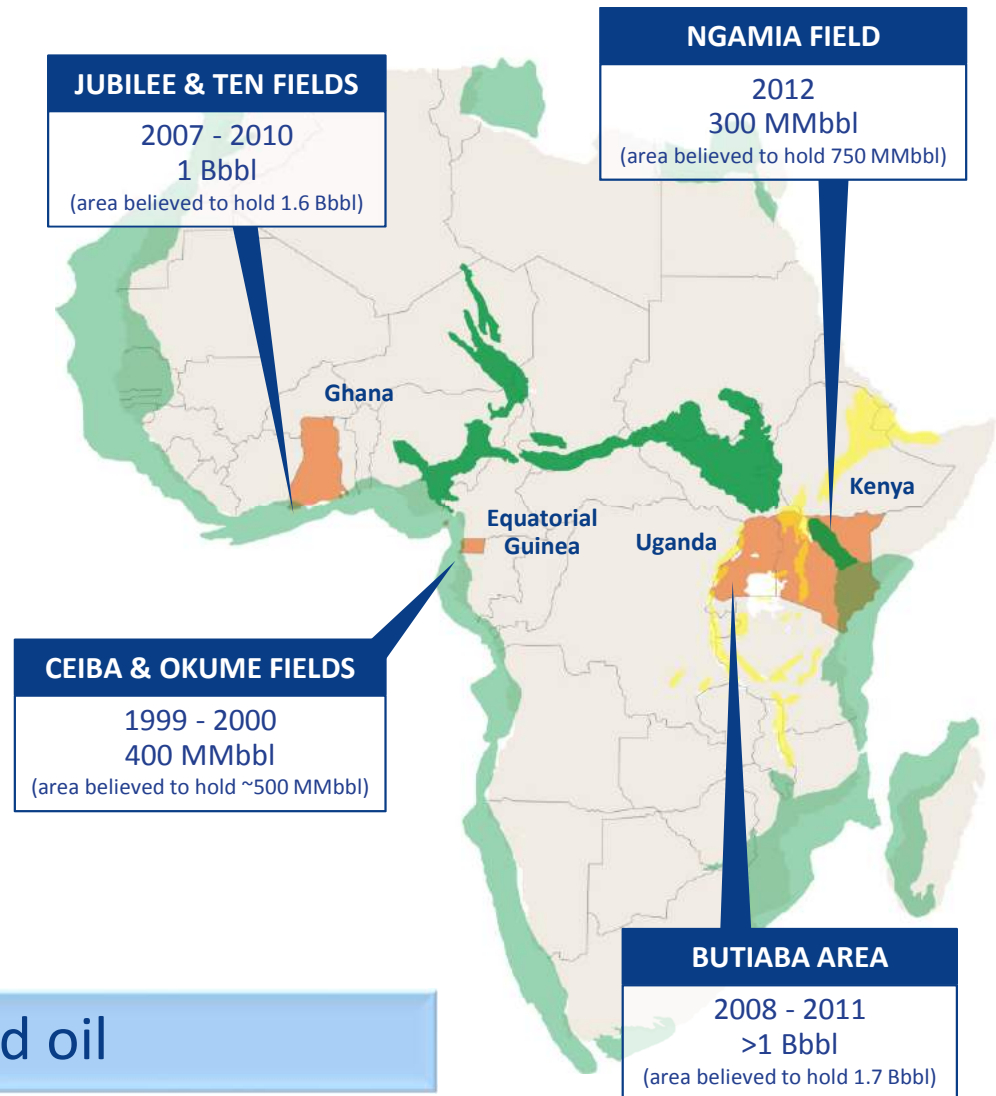 NGAMIA FIELD
2012
300 MMbbl
(area believed to hold 750 MMbbl)
JUBILEE & TEN FIELDS
2007 - 2010
1 Bbbl
(area believed to hold 1.6 Bbbl)
Ghana
Kenya
Equatorial
Guinea
Uganda
CEIBA & OKUME FIELDS
1999 - 2000
400 MMbbl
(area believed to hold ~500 MMbbl)
BUTIABA AREA
2008 - 2011
>1 Bbbl
(area believed to hold 1.7 Bbbl)
d oil